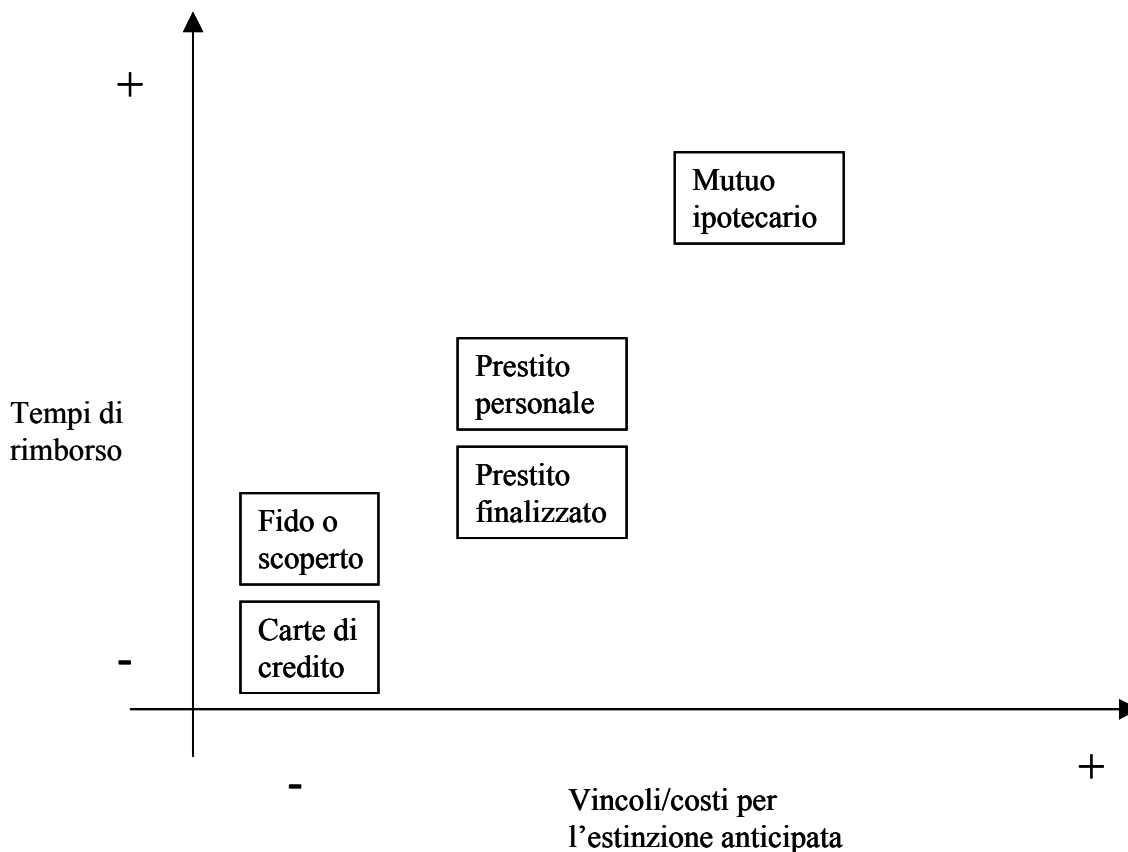 +
Mutuo
ipotecario
Prestito
personale
Tempi di
rimborso
Prestito
finalizzato
Fido o
scoperto
Carte di
credito
-
-
+
Vincoli/costi per
l’estinzione anticipata